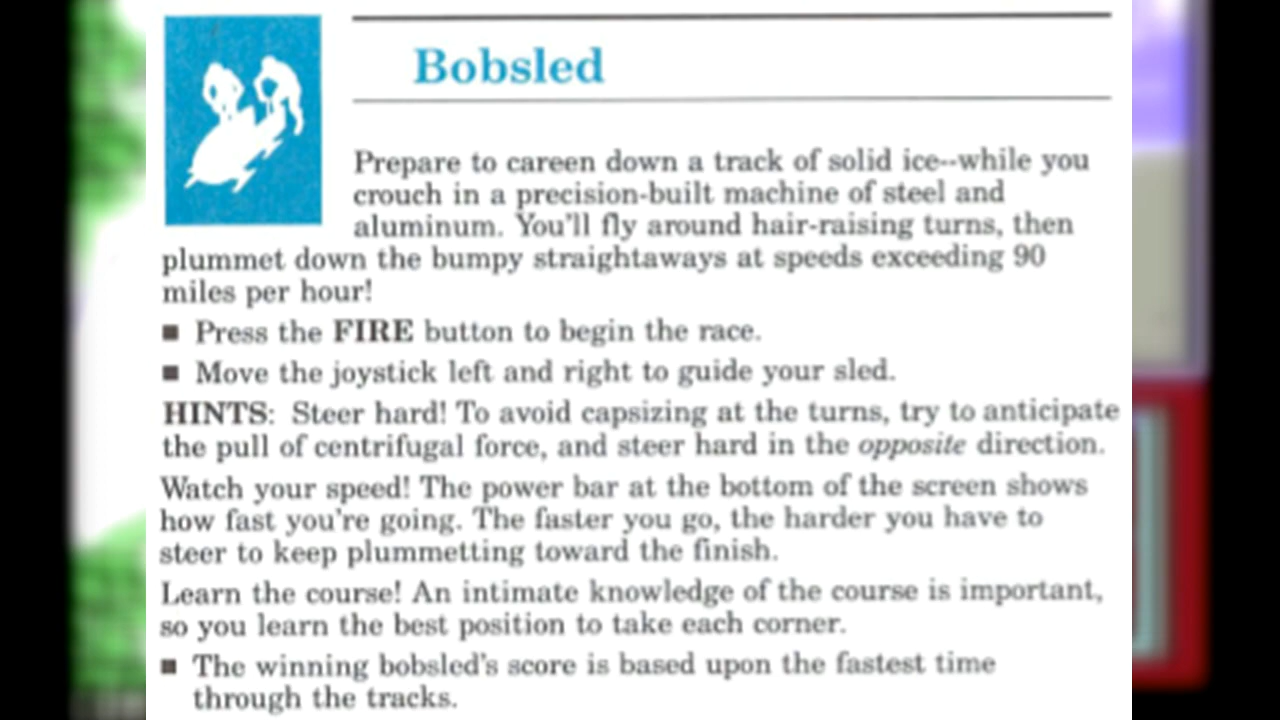 Bobsled
Prepare to careen down a track of solid ice--while you
crouch in a precision-built machine of steel and
aluminum. You'll fly around hair-raising turns, then
plummet down the bumpy straightaways at speeds exceeding 90
miles per hour!
■ Press the FIRE button to begin the race.
■ Move the joystick left and right to guide your sled.
HINTS: Steer hard! To avoid capsizing at the turns, try to anticipate
the pull of centrifugal force, and steer hard in the opposite direction.
Watch your speed! The power bar at the bottom of the screen shows
how fast you're going. The faster you go, the harder you have to
steer to keep plummetting toward the finish.
Learn the course! An intimate knowledge of the course is important,
so you learn the best position to take each corner.
■ The winning bobsled's score is based upon the fastest time
through the tracks.